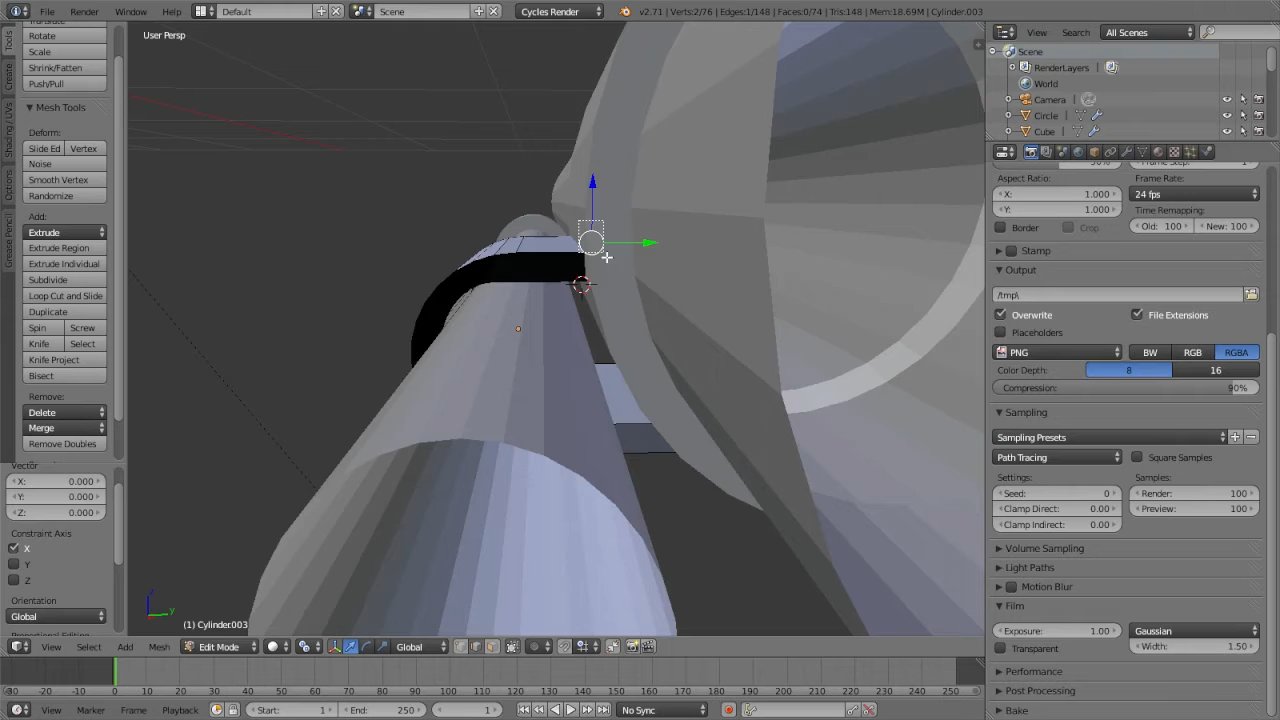 File Render Window Help Default Scene Cycles Render v2.71 | Verts:2/76 | Edges:1/148 | Faces:0/74 | Tris:148 | Mem:18.69M | Cylinder.003
Tools
Create
Shading / UVs
Options
Grease Pencil
Rotate
Scale
Shrink/Fatten
Push/Pull
Mesh Tools
Deform:
Slide Ed Vertex
Noise
Smooth Vertex
Randomize
Add:
Extrude
Extrude Region
Extrude Individual
Subdivide
Loop Cut and Slide
Duplicate
Spin Screw
Knife Select
Knife Project
Bisect
Remove:
Delete
Merge
Remove Doubles
Vector
X: 0.000
Y: 0.000
Z: 0.000
Constraint Axis
X
Y
Z
Orientation
Global
User Persp
z
y
(1) Cylinder.003
View Search All Scenes
Scene
RenderLayers
World
Camera
Circle
Cube
Aspect Ratio: Frame Rate:
X: 1.000 24 fps
Y: 1.000 Time Remapping:
Border Crop Old: 100 New: 100
Stamp
Output
/tmp\
Overwrite File Extensions
Placeholders
PNG BW RGB RGBA
Color Depth: 8 16
Compression: 90%
Sampling
Sampling Presets
Path Tracing Square Samples
Settings: Samples:
Seed: 0 Render: 100
Clamp Direct: 0.00 Preview: 100
Clamp Indirect: 0.00
Volume Sampling
Light Paths
Motion Blur
Film
Exposure: 1.00 Gaussian
Transparent Width: 1.50
Performance
Post Processing
Bake
View Select Add Mesh Edit Mode Global
-20 -10 0 10 20 30 40 50 60 70 80 90 100 110 120 130 140 150 160 170 180 190 200 210 220 230 240 250
View Marker Frame Playback Start: 1 End: 250 1 No Sync